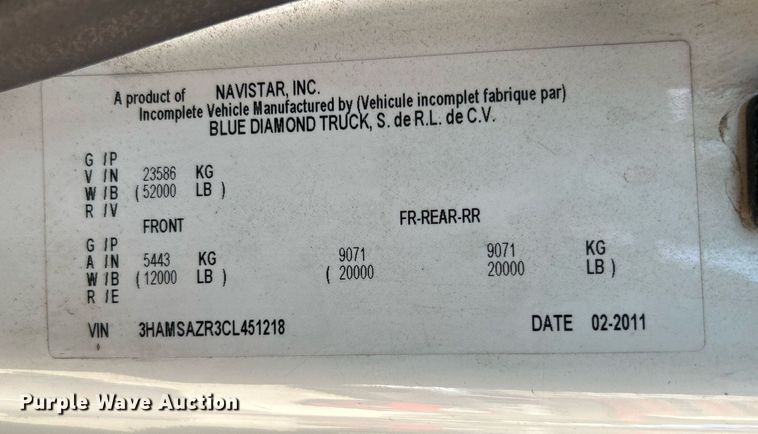 A product of NAVISTAR, INC.
Incomplete Vehicle Manufactured by (Vehicule incomplet fabrique par)
BLUE DIAMOND TRUCK, S. de R.L. de C.V.
G / P
V / N 23586 KG
W / B ( 52000 LB )
R / V
FRONT FR-REAR-RR
G / P
A / N 5443 KG 9071 9071 KG
W / B ( 12000 LB ) ( 20000 20000 LB )
R / E
VIN 3HAMSAZR3CL451218 DATE 02-2011
Purple Wave Auction